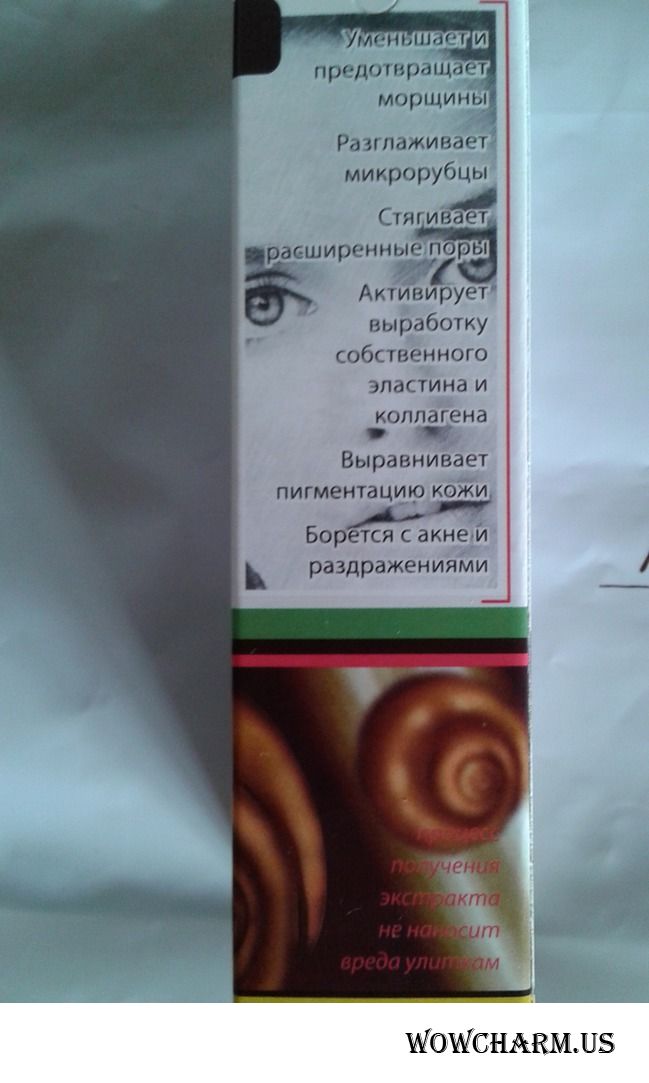 Уменьшает и
предотвращает
морщины
Разглаживает
микрорубцы
Стягивает
расширенные поры
Активирует
выработку
собственного
эластина и
коллагена
Выравнивает
пигментацию кожи
Борется с акне и
раздражениями
процесс
получения
экстракта
не наносит
вреда улиткам
WOWCHARM.US